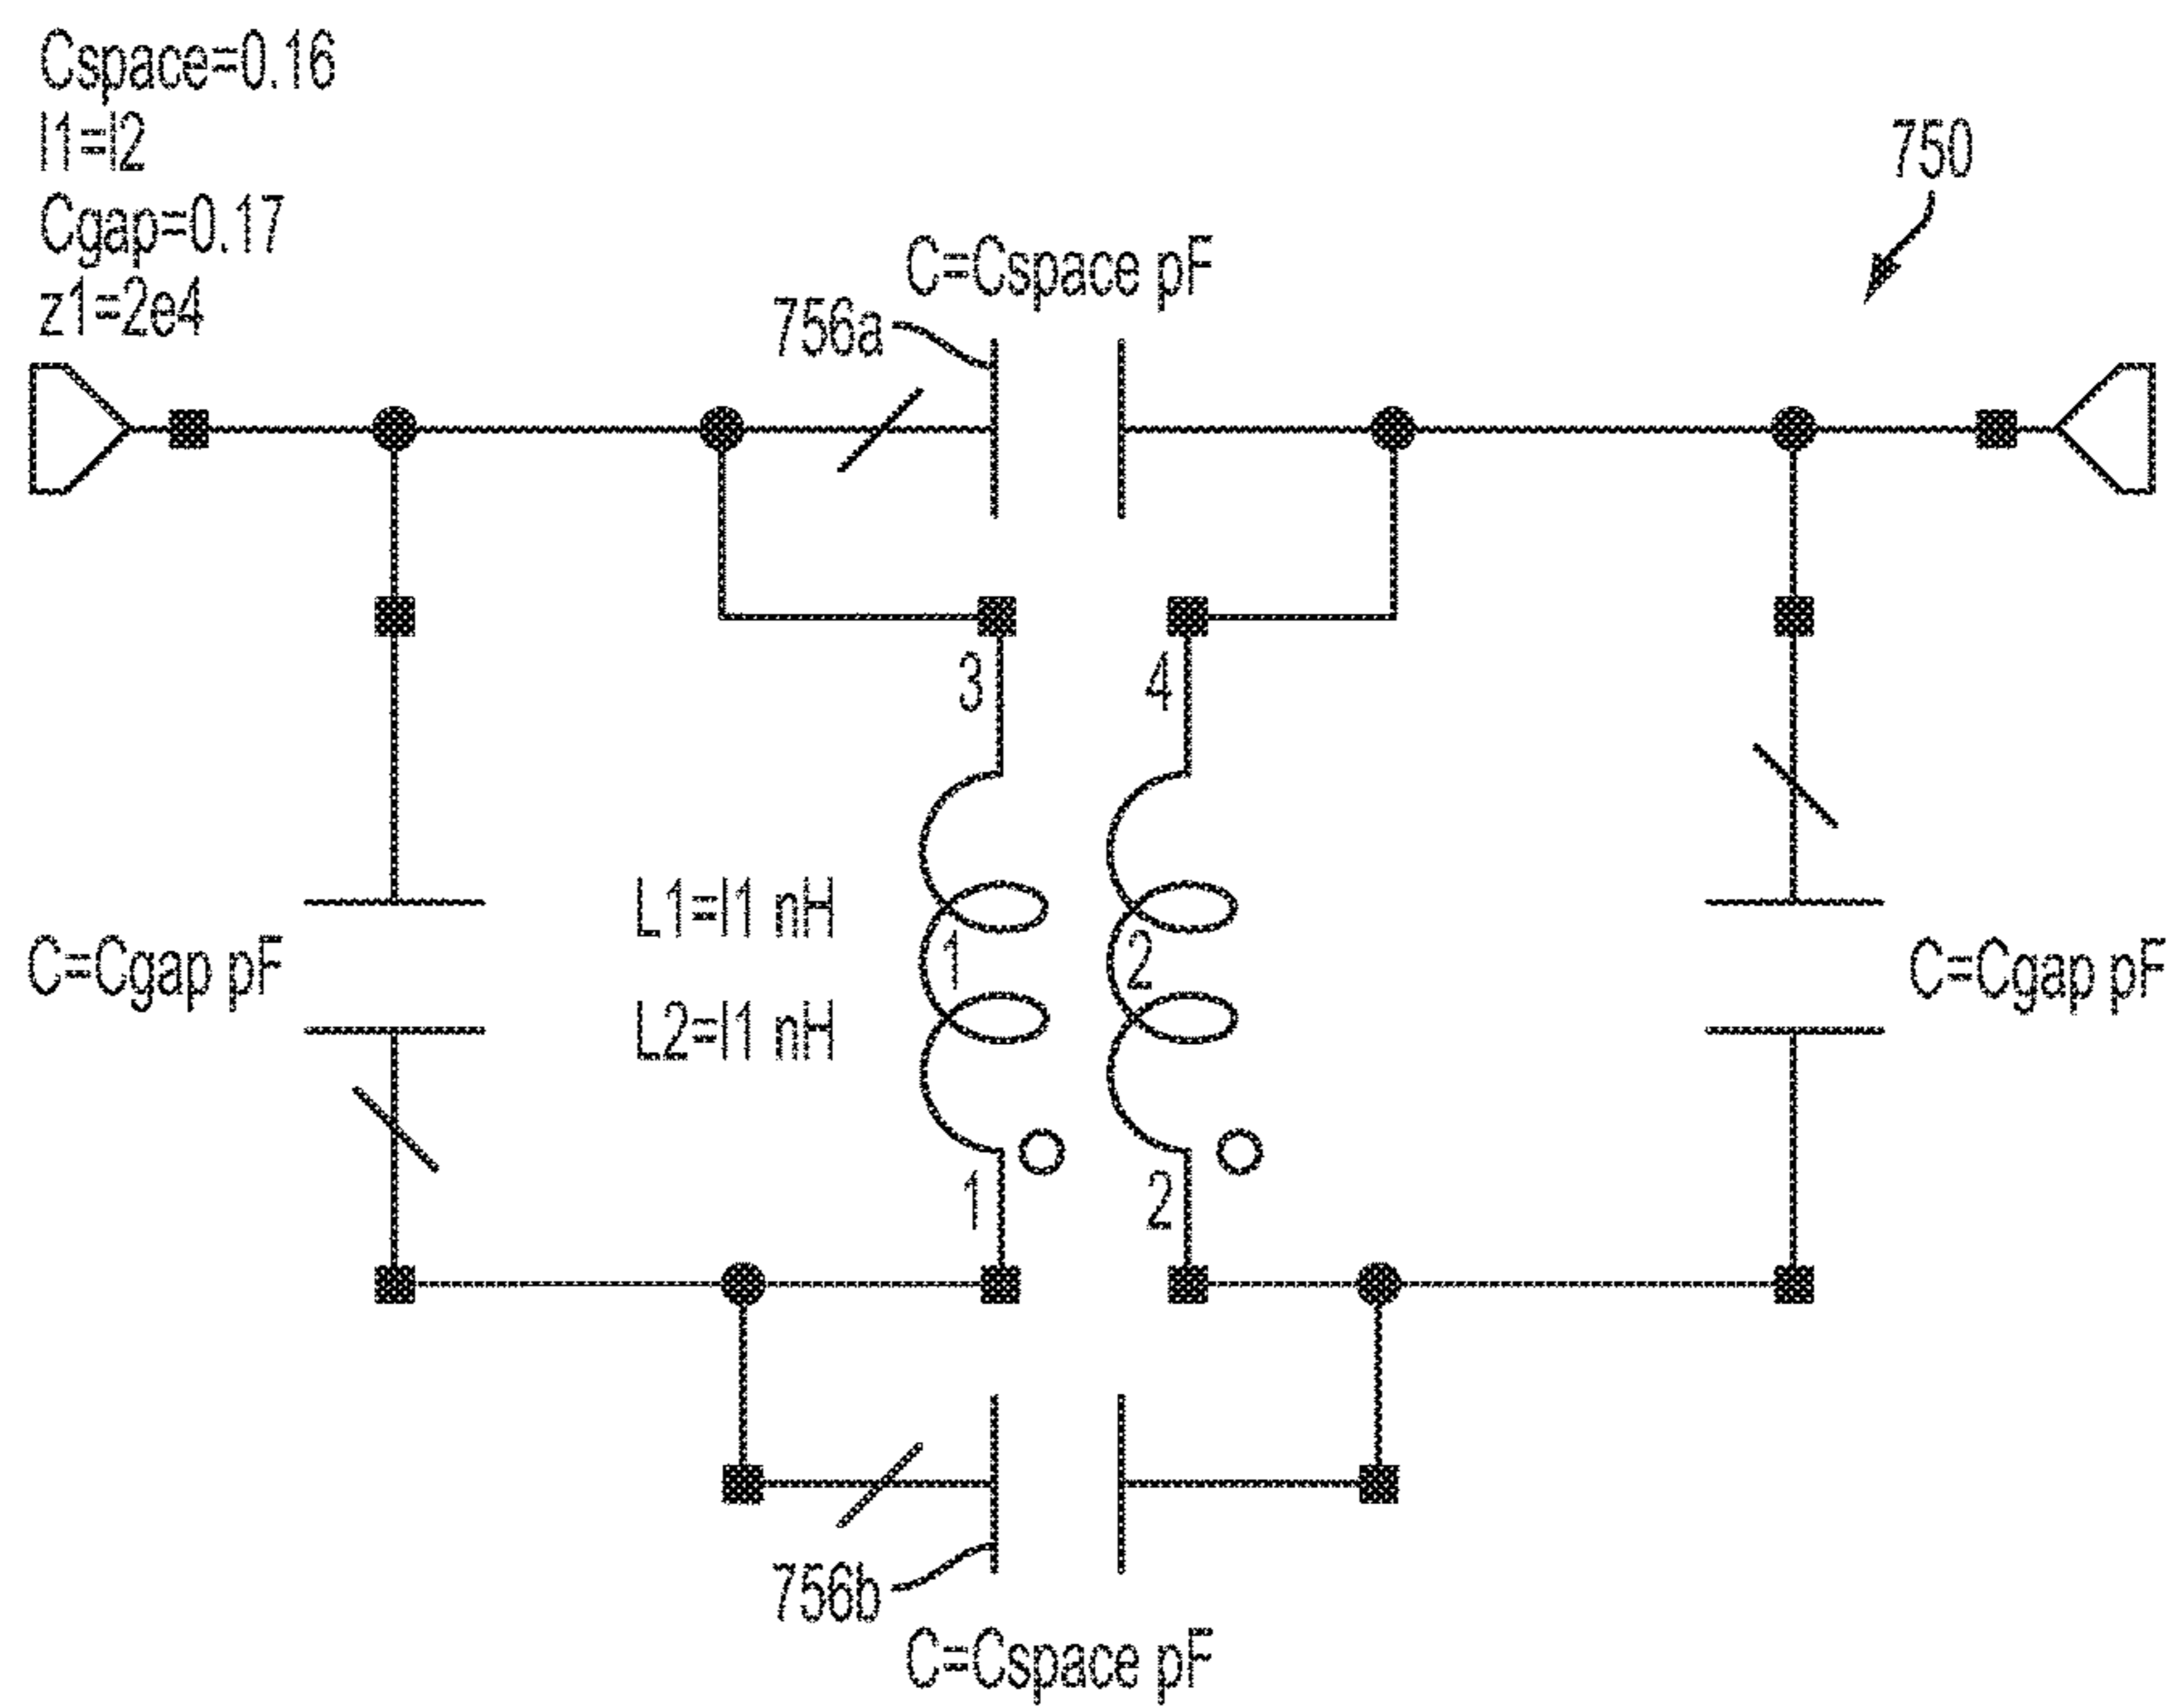 Cspace=0.16
l1=l2
Cgap=0.17
z1=2e4
750
C=Cspace pF
756a
3
4
L1=l1 nH
1
2
C=Cgap pF
C=Cgap pF
L2=l1 nH
1
2
756b
C=Cspace pF